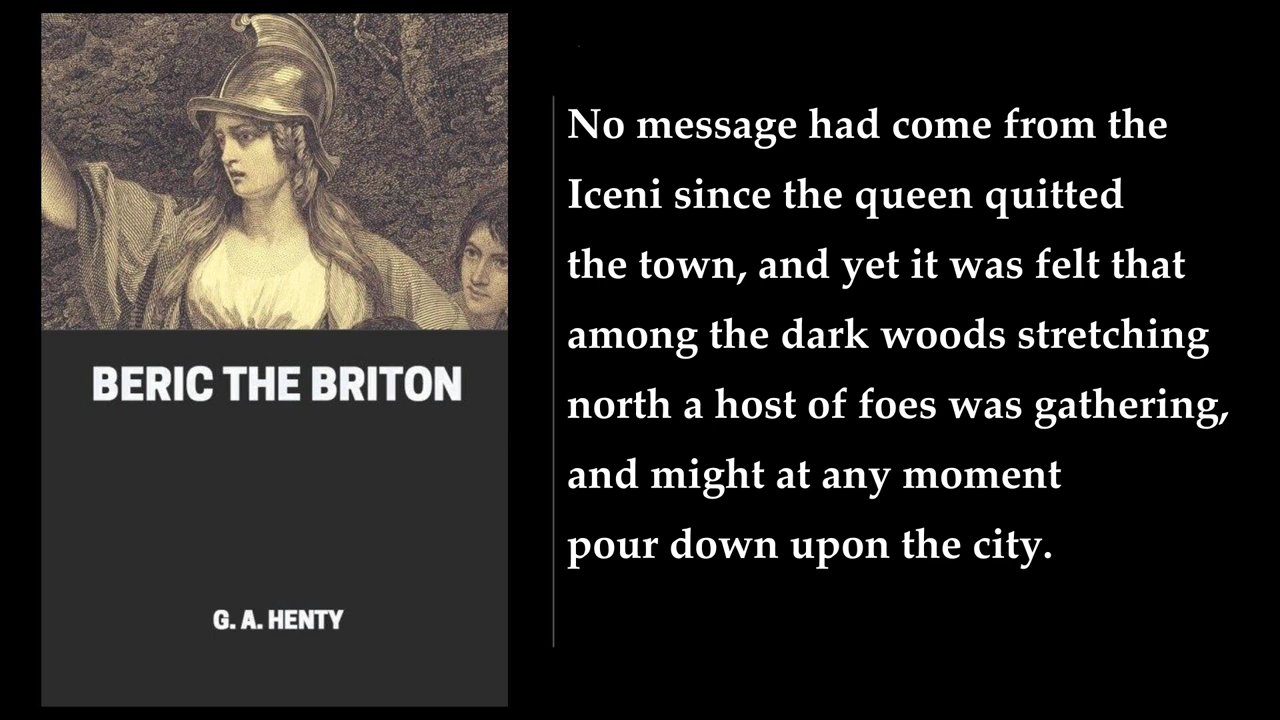 BERIC THE BRITON
G. A. HENTY
No message had come from the
Iceni since the queen quitted
the town, and yet it was felt that
among the dark woods stretching
north a host of foes was gathering,
and might at any moment
pour down upon the city.